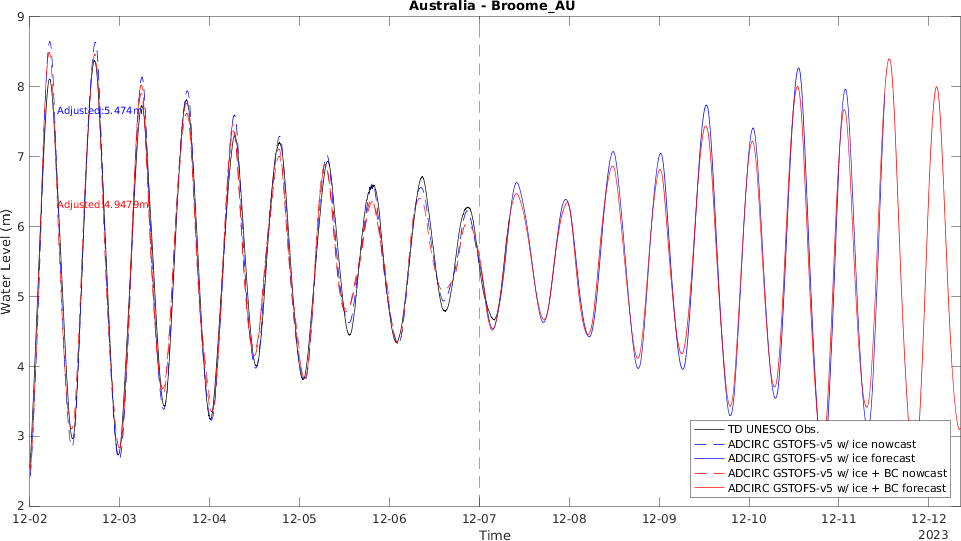 Australia - Broome_AU
9
8
7
6
5
4
3
2
Water Level (m)
Adjusted:5.474m
Adjusted:4.9479m
TD UNESCO Obs.
ADCIRC GSTOFS-v5 w/ ice nowcast
ADCIRC GSTOFS-v5 w/ ice forecast
ADCIRC GSTOFS-v5 w/ ice + BC nowcast
ADCIRC GSTOFS-v5 w/ ice + BC forecast
12-02 12-03 12-04 12-05 12-06 12-07 12-08 12-09 12-10 12-11 12-12
Time
2023